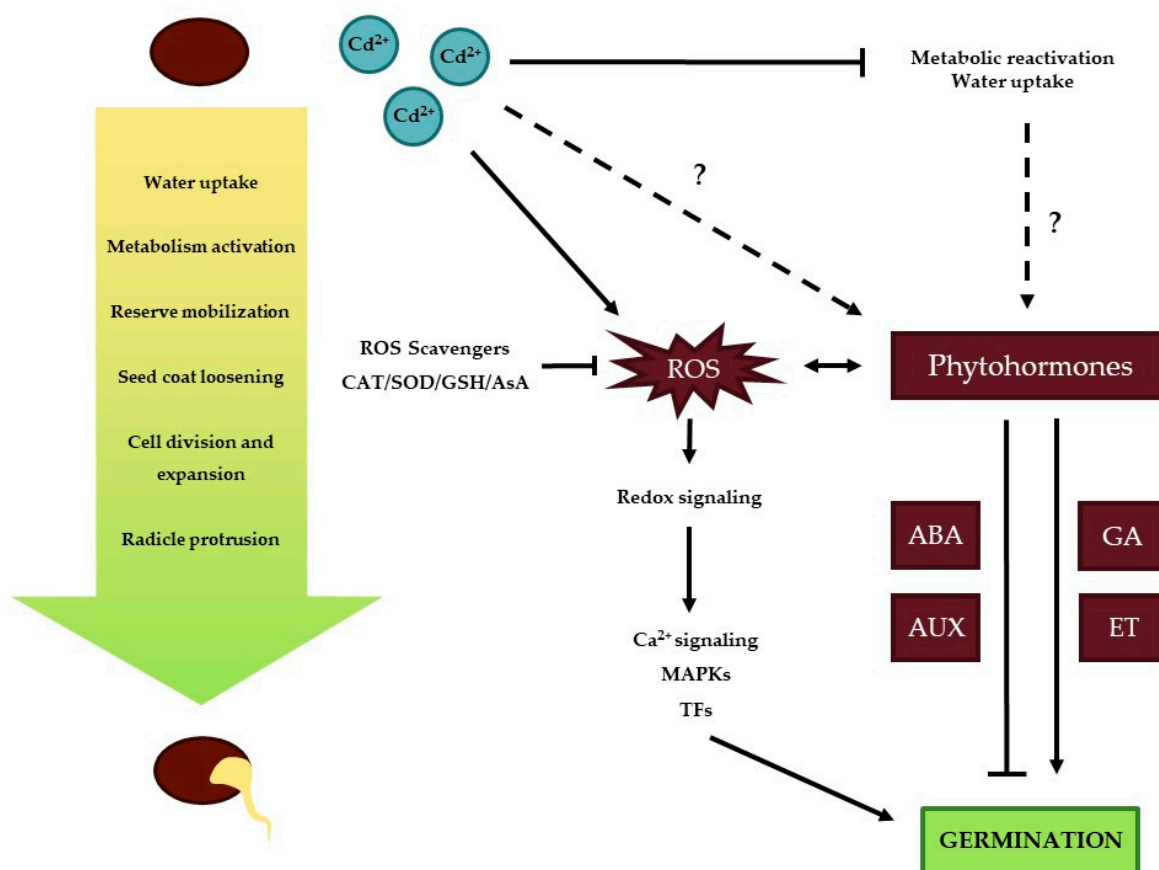 Cd²⁺
Cd²⁺
Cd²⁺
Metabolic reactivation
Water uptake
?
?
Water uptake
Metabolism activation
Reserve mobilization
Seed coat loosening
Cell division and
expansion
Radicle protrusion
ROS Scavengers
CAT/SOD/GSH/AsA
ROS
Phytohormones
Redox signaling
ABA
GA
AUX
ET
Ca²⁺ signaling
MAPKs
TFs
GERMINATION